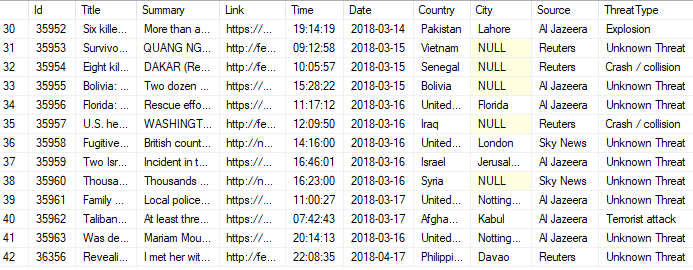 Id Title Summary Link Time Date Country City Source ThreatType
30 35952 Six kille... More than a... https://... 19:14:19 2018-03-14 Pakistan Lahore Al Jazeera Explosion
31 35953 Survivo... QUANG NG... http://fe... 09:12:58 2018-03-15 Vietnam NULL Reuters Unknown Threat
32 35954 Eight kil... DAKAR (Re... http://fe... 10:05:57 2018-03-15 Senegal NULL Reuters Crash / collision
33 35955 Bolivia: ... Two dozen ... https://... 15:28:22 2018-03-15 Bolivia NULL Al Jazeera Unknown Threat
34 35956 Florida: ... Rescue effo... https://... 11:17:12 2018-03-16 United... Florida Al Jazeera Unknown Threat
35 35957 U.S. he... WASHINGT... http://fe... 12:09:50 2018-03-16 Iraq NULL Reuters Crash / collision
36 35958 Fugitive... British count... http://n... 14:16:00 2018-03-16 United... London Sky News Unknown Threat
37 35959 Two Isr... Incident in t... https://... 16:46:01 2018-03-16 Israel Jerusal... Al Jazeera Unknown Threat
38 35960 Thousa... Thousands ... http://n... 16:23:00 2018-03-16 Syria NULL Sky News Unknown Threat
39 35961 Family ... Local police... https://... 11:00:27 2018-03-17 United... Notting... Al Jazeera Unknown Threat
40 35962 Taliban... At least thre... https://... 07:42:43 2018-03-17 Afgha... Kabul Al Jazeera Terrorist attack
41 35963 Was de... Mariam Mou... https://... 20:14:13 2018-03-16 United... Notting... Al Jazeera Unknown Threat
42 36356 Reveali... I met her wit... http://fe... 22:08:35 2018-04-17 Philippi... Davao Reuters Unknown Threat